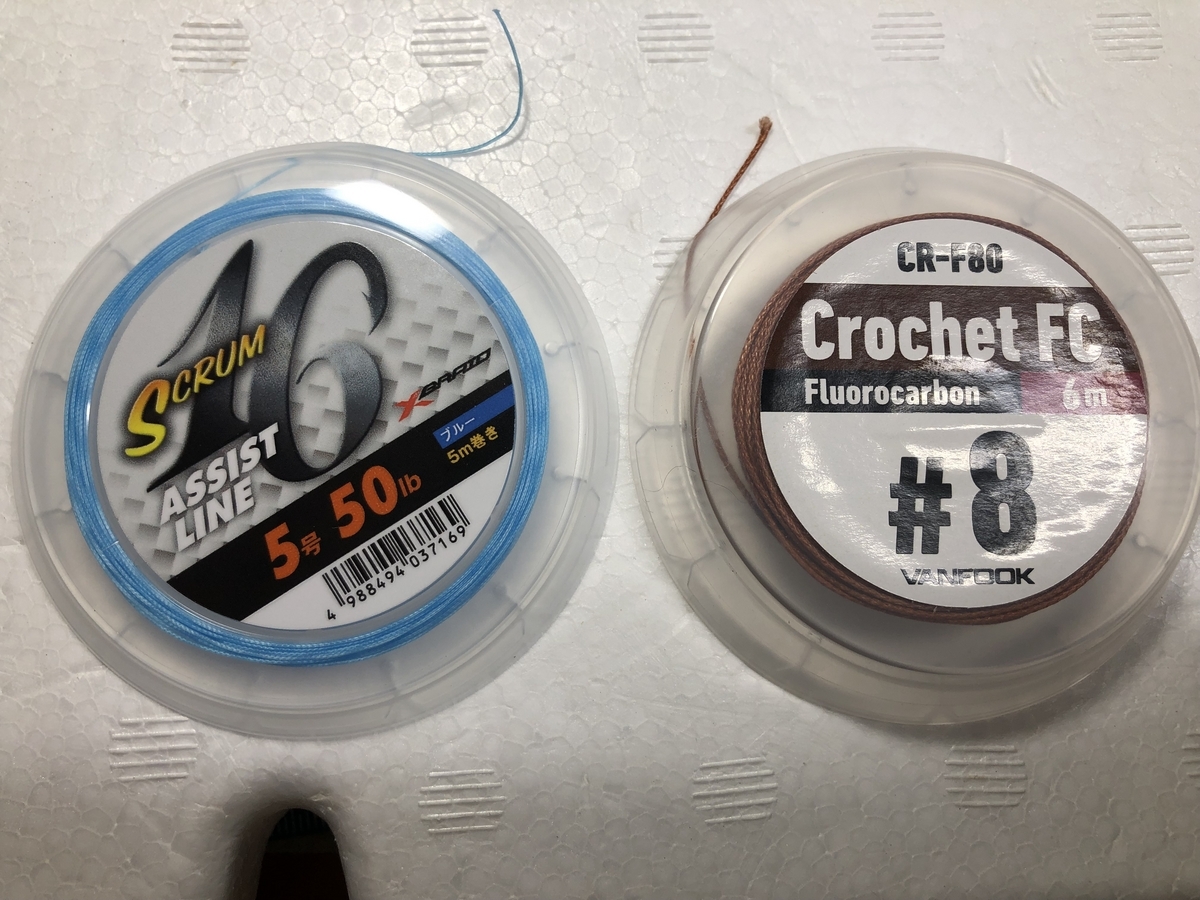 16
SCRUM
X BRAID
ASSIST
LINE
ブルー
5m巻き
5号 50lb
4 988494 037169
CR-F80
Crochet FC
Fluorocarbon 6m
#8
VANFOOK